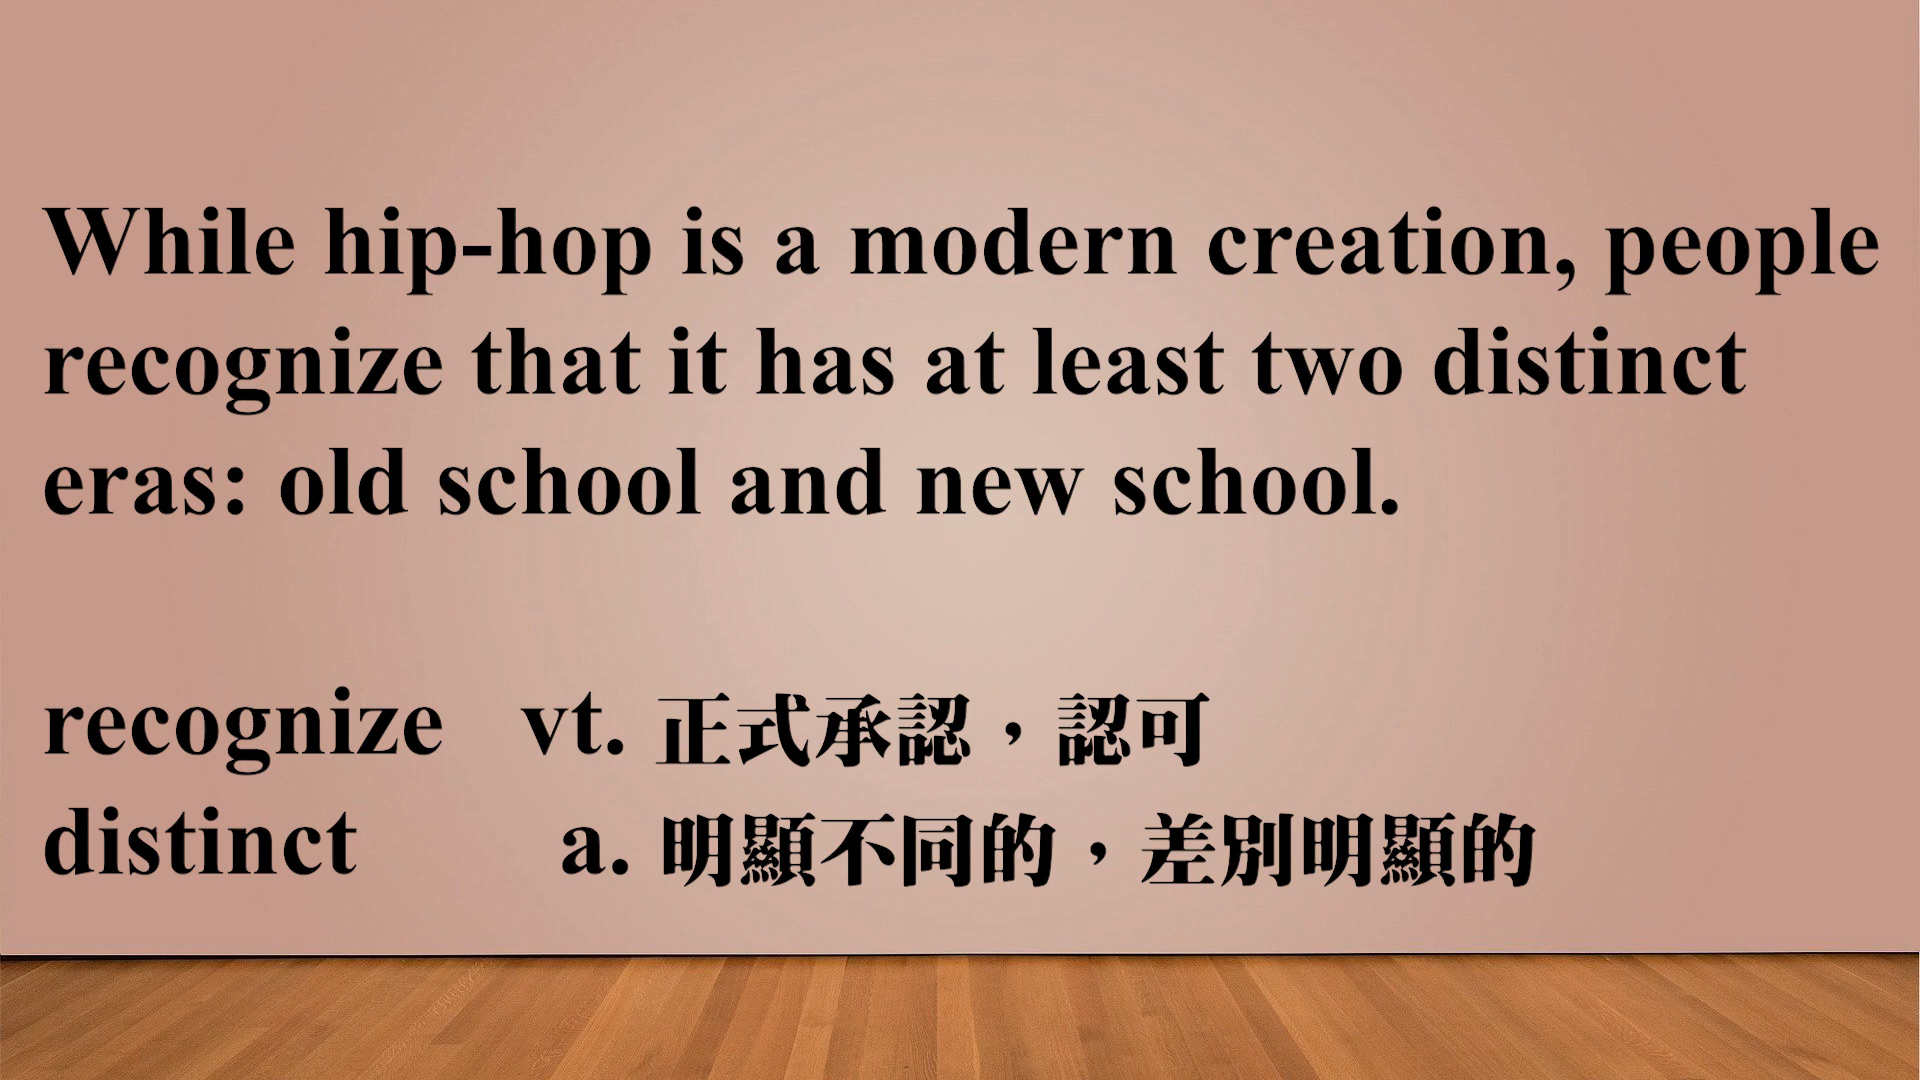 While hip-hop is a modern creation, people
recognize that it has at least two distinct
eras: old school and new school.
recognize vt. 正式承認，認可
distinct a. 明顯不同的，差別明顯的